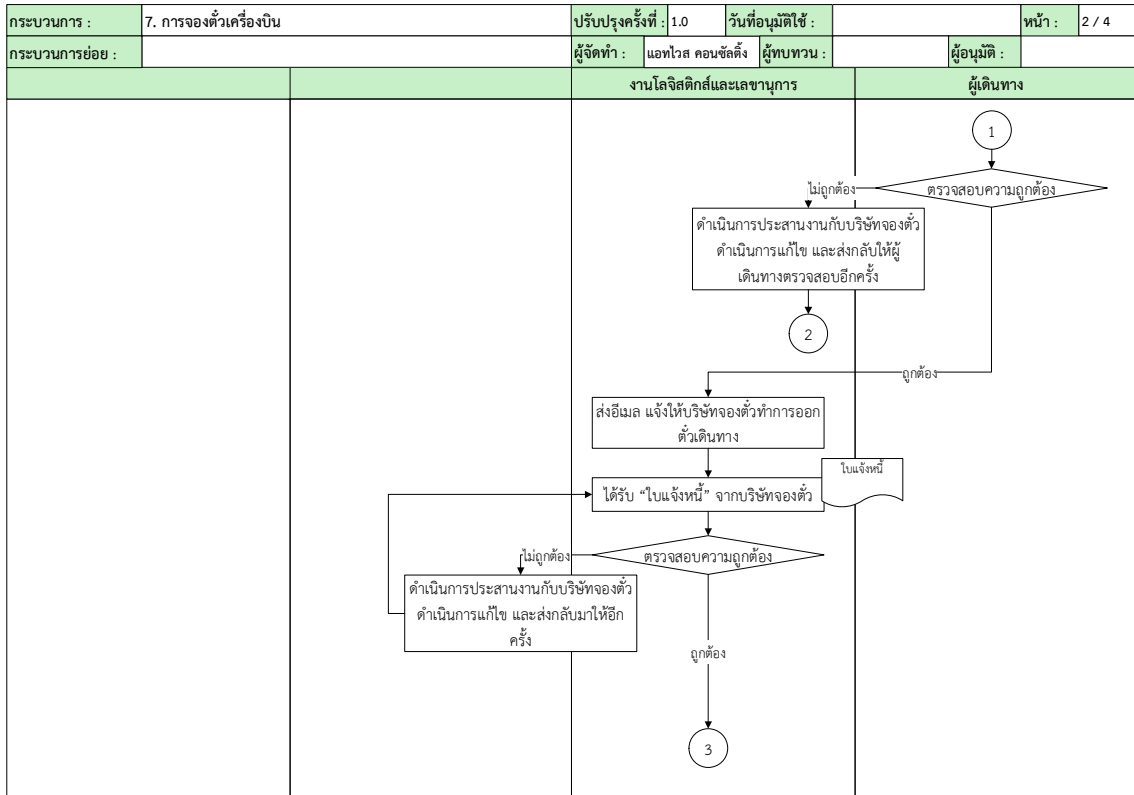 กระบวนการ : 7. การจองตั๋วเครื่องบิน ปรับปรุงครั้งที่ : 1.0 วันที่อนุมัติใช้ : หน้า : 2 / 4
กระบวนการย่อย : ผู้จัดทำ : แอทไวส คอนซัลติ้ง ผู้ทบทวน : ผู้อนุมัติ :
งานโลจิสติกส์และเลขานุการ ผู้เดินทาง
1
ตรวจสอบความถูกต้อง
ไม่ถูกต้อง
ดำเนินการประสานงานกับบริษัทจองตั๋ว
ดำเนินการแก้ไข และส่งกลับให้ผู้
เดินทางตรวจสอบอีกครั้ง
2
ถูกต้อง
ส่งอีเมล แจ้งให้บริษัทจองตั๋วทำการออก
ตั๋วเดินทาง
ใบแจ้งหนี้
ได้รับ “ใบแจ้งหนี้” จากบริษัทจองตั๋ว
ตรวจสอบความถูกต้อง
ไม่ถูกต้อง
ดำเนินการประสานงานกับบริษัทจองตั๋ว
ดำเนินการแก้ไข และส่งกลับมาให้อีก
ครั้ง
ถูกต้อง
3